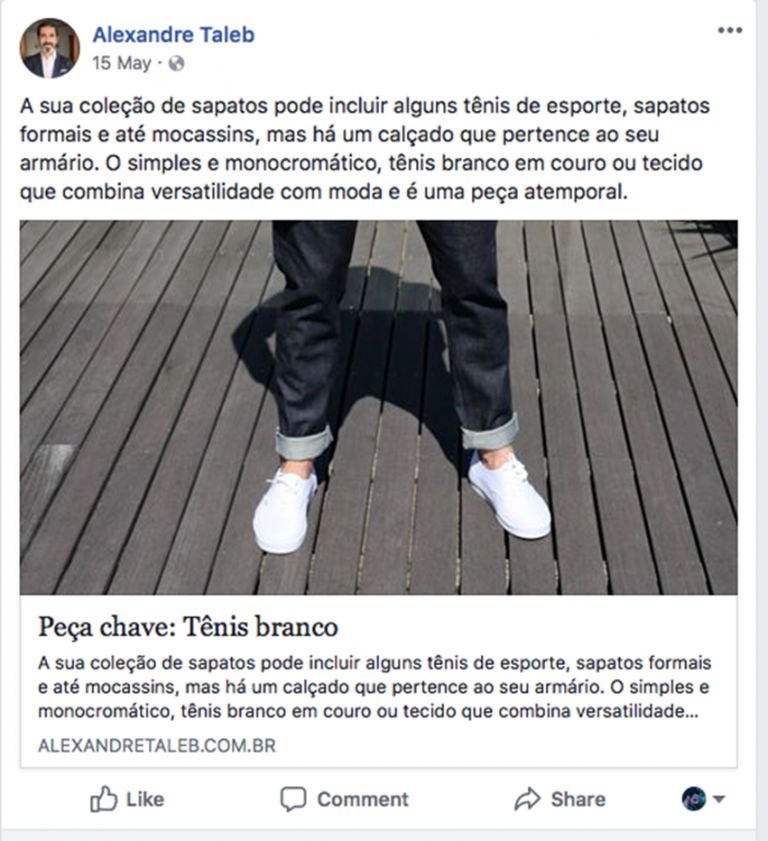 Alexandre Taleb
15 May ·
A sua coleção de sapatos pode incluir alguns tênis de esporte, sapatos
formais e até mocassins, mas há um calçado que pertence ao seu
armário. O simples e monocromático, tênis branco em couro ou tecido
que combina versatilidade com moda e é uma peça atemporal.
Peça chave: Tênis branco
A sua coleção de sapatos pode incluir alguns tênis de esporte, sapatos formais
e até mocassins, mas há um calçado que pertence ao seu armário. O simples e
monocromático, tênis branco em couro ou tecido que combina versatilidade...
ALEXANDRETALEB.COM.BR
Like Comment Share